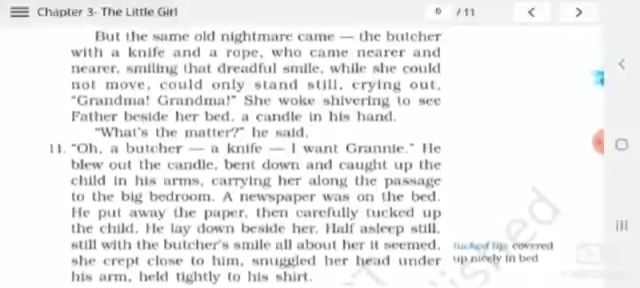 Chapter 3- The Little Girl
6 /11
But the same old nightmare came — the butcher
with a knife and a rope, who came nearer and
nearer, smiling that dreadful smile, while she could
not move, could only stand still, crying out,
"Grandma! Grandma!" She woke shivering to see
Father beside her bed, a candle in his hand.
"What's the matter?" he said.
11. "Oh, a butcher — a knife — I want Grannie." He
blew out the candle, bent down and caught up the
child in his arms, carrying her along the passage
to the big bedroom. A newspaper was on the bed.
He put away the paper, then carefully tucked up
the child. He lay down beside her. Half asleep still,
still with the butcher's smile all about her it seemed,
she crept close to him, snuggled her head under
his arm, held tightly to his shirt.
tucked up: covered
up nicely in bed